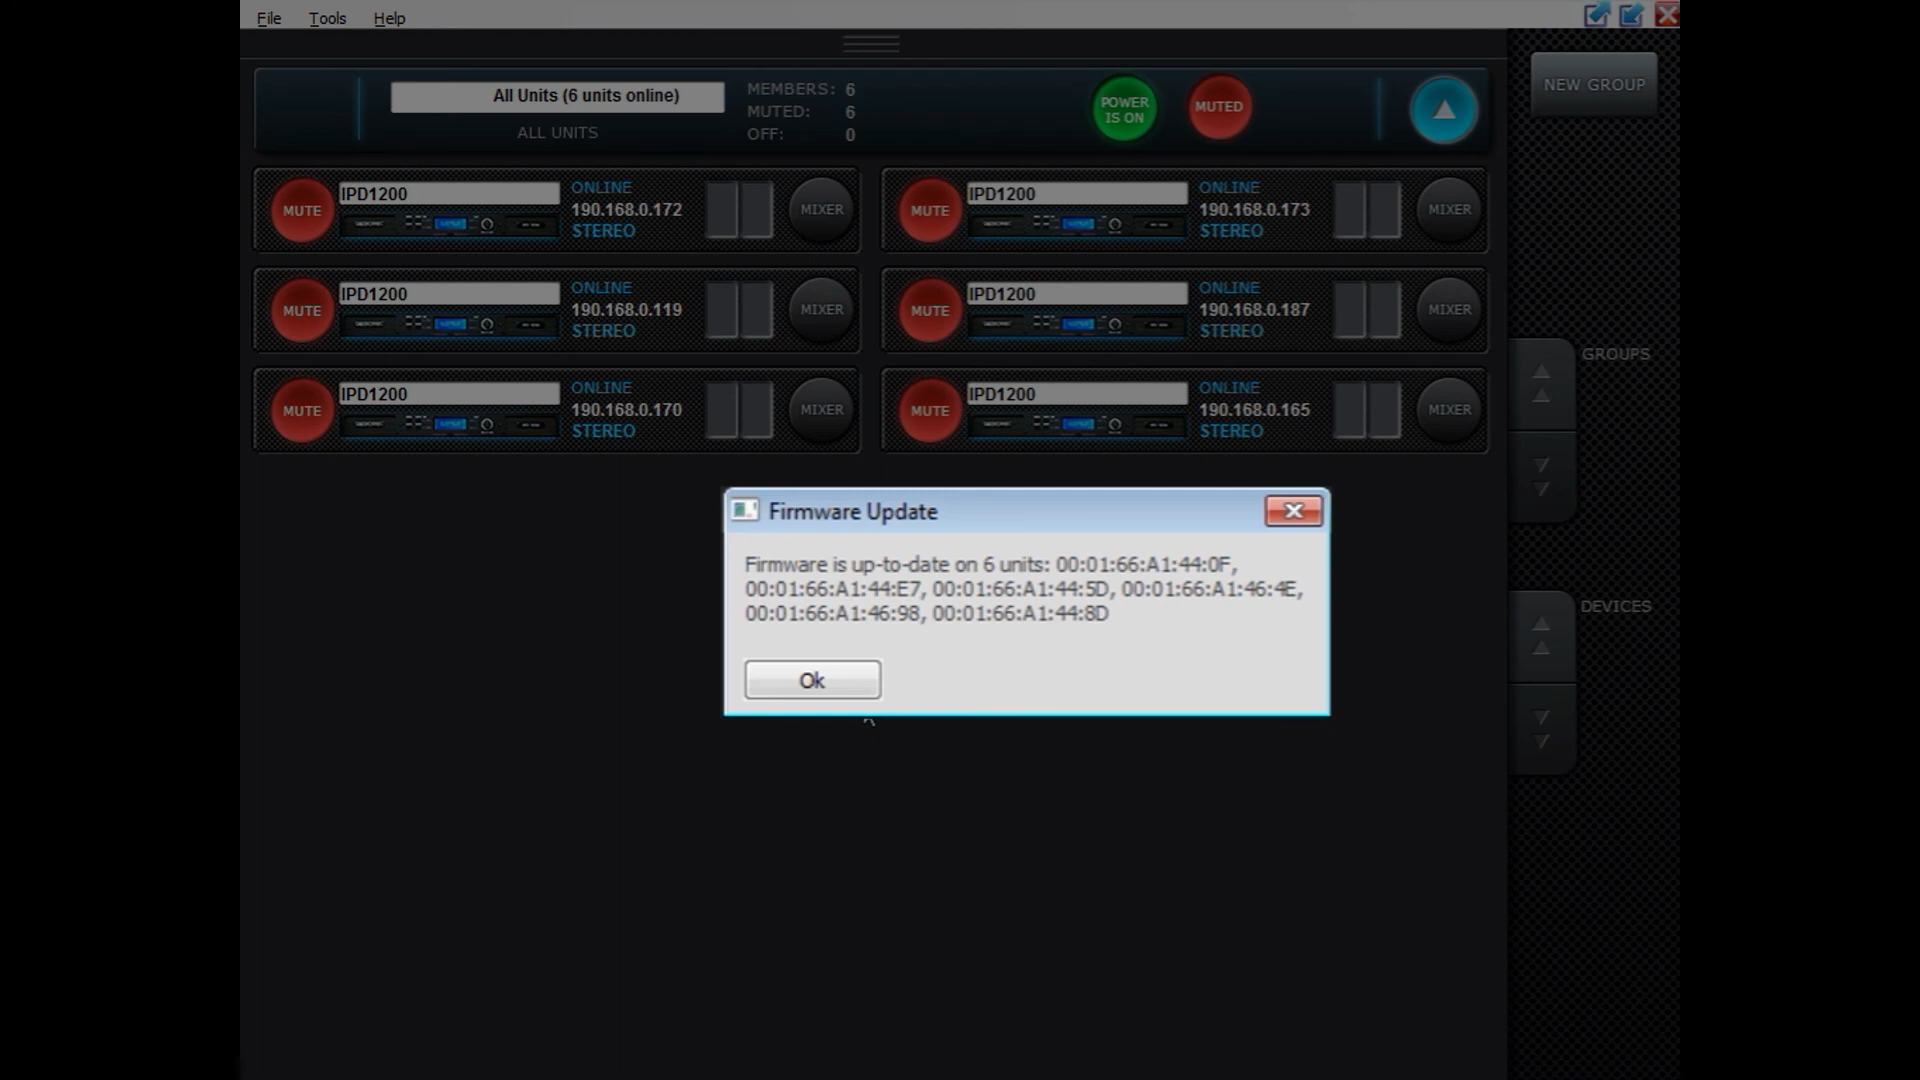 File Tools Help
NEW GROUP
All Units (6 units online)
ALL UNITS
MEMBERS: 6
MUTED: 6
OFF: 0
POWER IS ON
MUTED
MUTE IPD1200 ONLINE 190.168.0.172 STEREO MIXER
MUTE IPD1200 ONLINE 190.168.0.173 STEREO MIXER
MUTE IPD1200 ONLINE 190.168.0.119 STEREO MIXER
MUTE IPD1200 ONLINE 190.168.0.187 STEREO MIXER
MUTE IPD1200 ONLINE 190.168.0.170 STEREO MIXER
MUTE IPD1200 ONLINE 190.168.0.165 STEREO MIXER
GROUPS
DEVICES
Firmware Update
Firmware is up-to-date on 6 units: 00:01:66:A1:44:0F,
00:01:66:A1:44:E7, 00:01:66:A1:44:5D, 00:01:66:A1:46:4E,
00:01:66:A1:46:98, 00:01:66:A1:44:8D
Ok